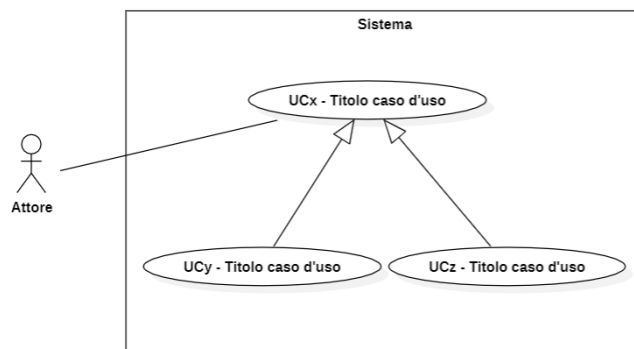 Sistema
UCx - Titolo caso d'uso
Attore
UCy - Titolo caso d'uso
UCz - Titolo caso d'uso